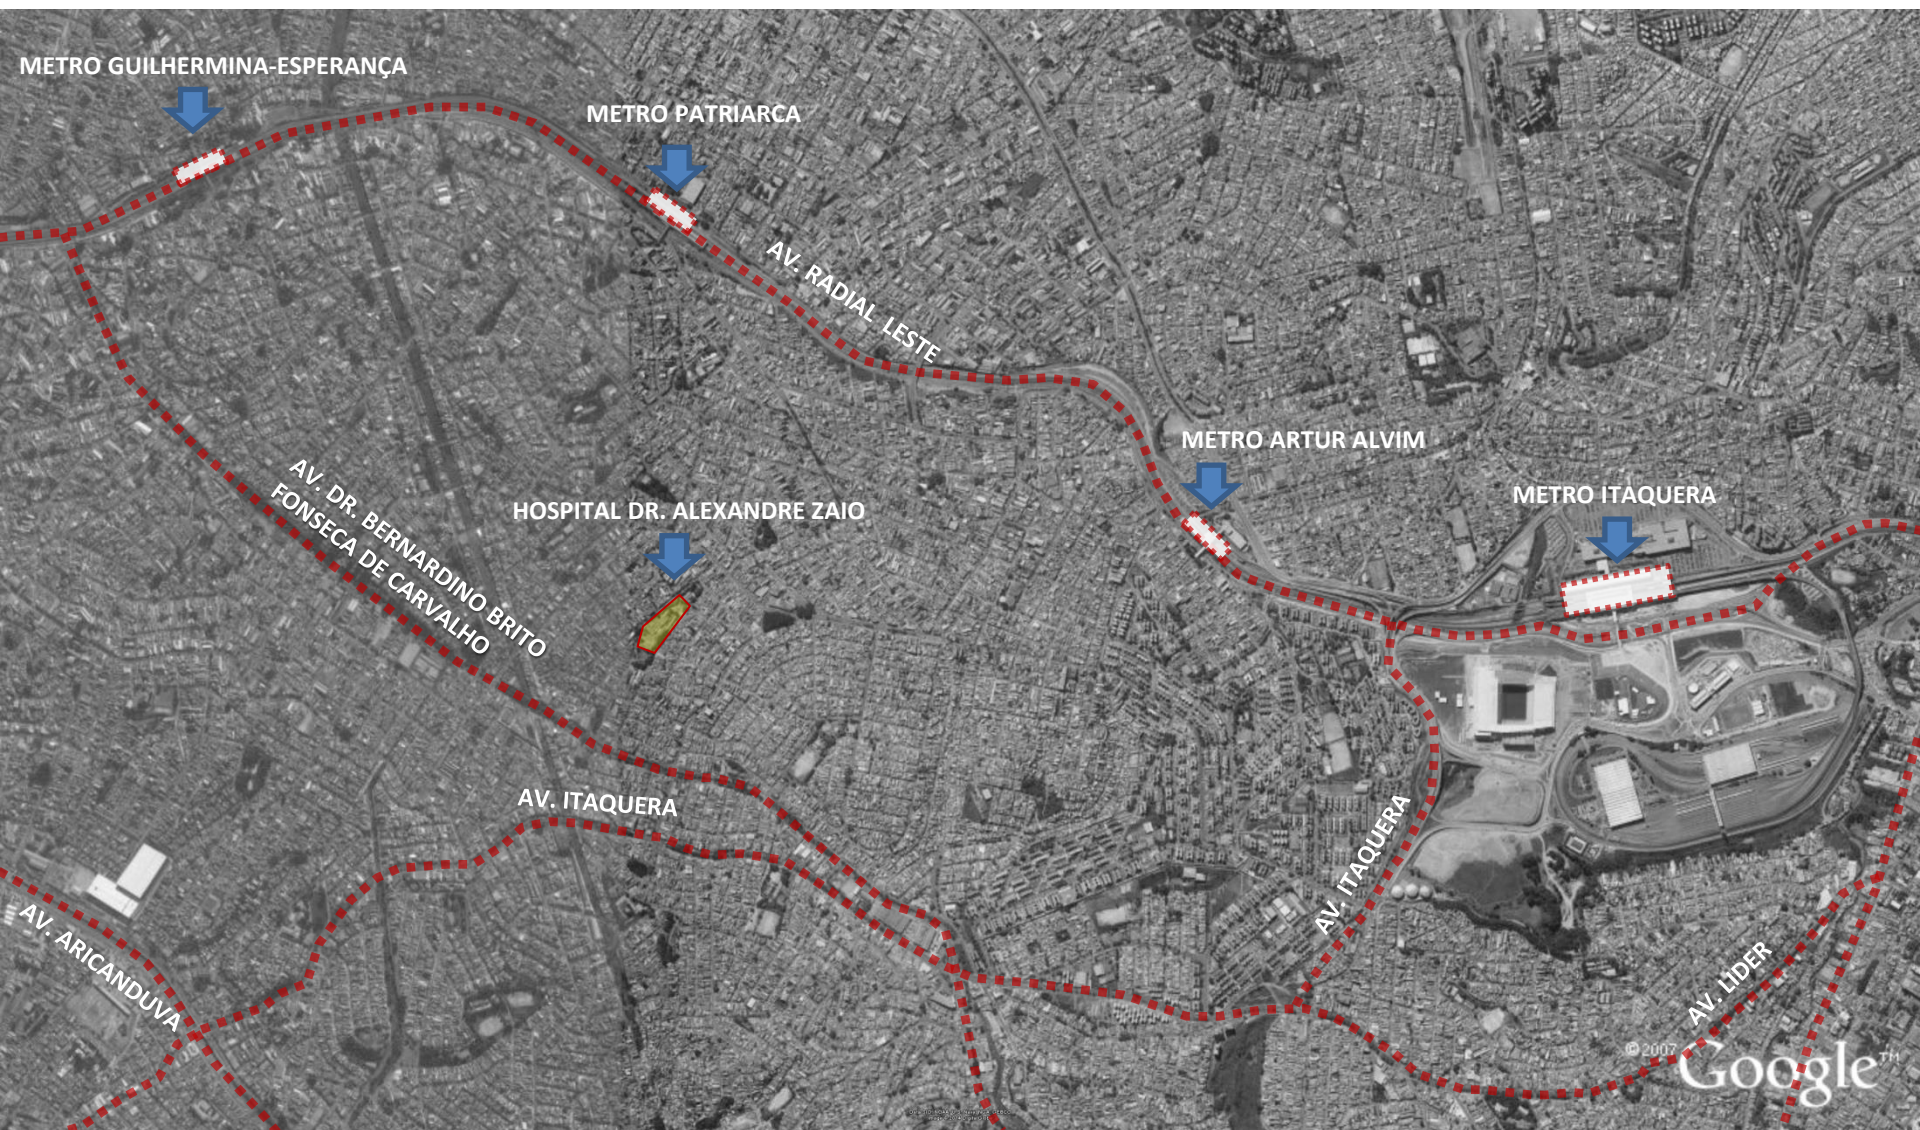 METRO GUILHERMINA-ESPERANÇA
METRO PATRIARCA
AV. RADIAL LESTE
METRO ARTUR ALVIM
METRO ITAQUERA
AV. DR. BERNARDINO BRITO
FONSECA DE CARVALHO
HOSPITAL DR. ALEXANDRE ZAIO
AV. ITAQUERA
AV. ITAQUERA
AV. ARICANDUVA
AV. LIDER
©2007
Google™